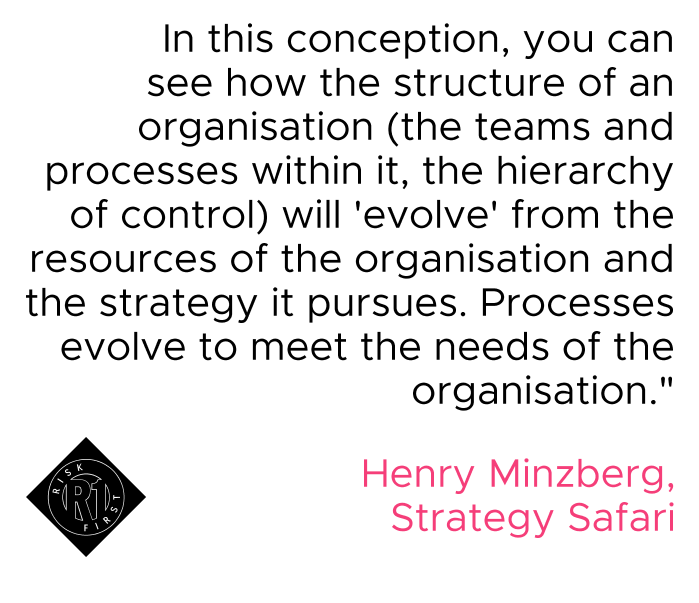 In this conception, you can
see how the structure of an
organisation (the teams and
processes within it, the hierarchy
of control) will 'evolve' from the
resources of the organisation and
the strategy it pursues. Processes
evolve to meet the needs of the
organisation."
Henry Minzberg,
Strategy Safari
RISK
R1
FIRST